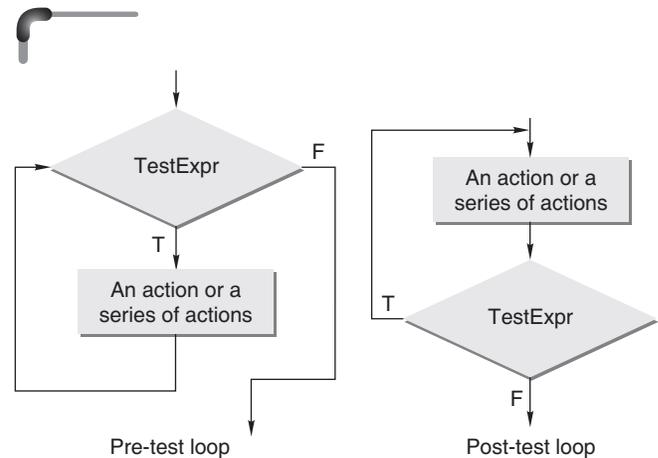 TestExpr
F
T
An action or a
series of actions
Pre-test loop
An action or a
series of actions
T
TestExpr
F
Post-test loop